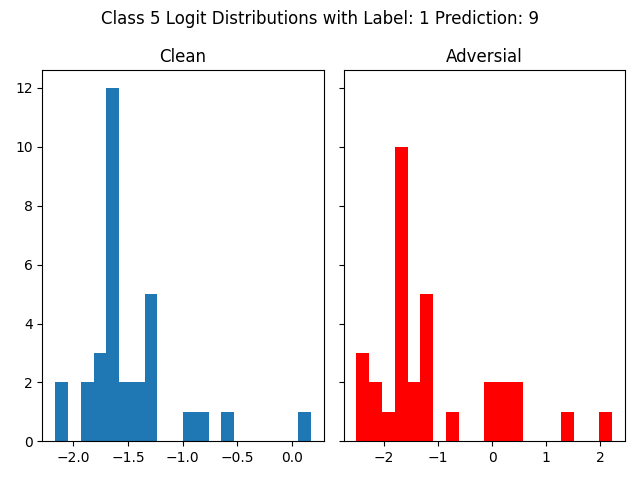 Class 5 Logit Distributions with Label: 1 Prediction: 9
Clean
Adversial
12
10
8
6
4
2
0
−2.0 −1.5 −1.0 −0.5 0.0
−2 −1 0 1 2